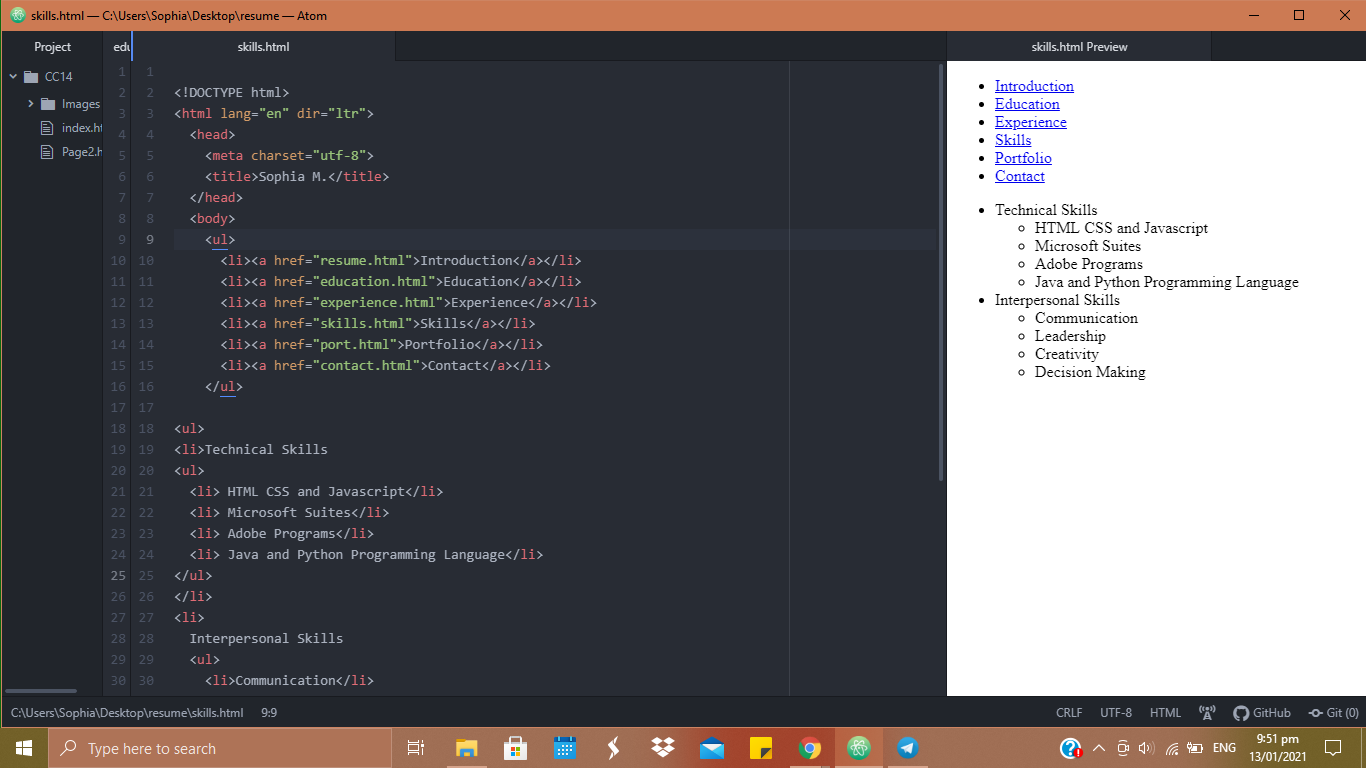 skills.html — C:\Users\Sophia\Desktop\resume — Atom
Project
edu
skills.html
skills.html Preview
CC14
Images
index.ht
Page2.h
1 1
2 2 <!DOCTYPE html>
3 3 <html lang="en" dir="ltr">
4 4 <head>
5 5 <meta charset="utf-8">
6 6 <title>Sophia M.</title>
7 7 </head>
8 8 <body>
9 9 <ul>
10 10 <li><a href="resume.html">Introduction</a></li>
11 11 <li><a href="education.html">Education</a></li>
12 12 <li><a href="experience.html">Experience</a></li>
13 13 <li><a href="skills.html">Skills</a></li>
14 14 <li><a href="port.html">Portfolio</a></li>
15 15 <li><a href="contact.html">Contact</a></li>
16 16 </ul>
17 17
18 18 <ul>
19 19 <li>Technical Skills
20 20 <ul>
21 21 <li> HTML CSS and Javascript</li>
22 22 <li> Microsoft Suites</li>
23 23 <li> Adobe Programs</li>
24 24 <li> Java and Python Programming Language</li>
25 25 </ul>
26 26 </li>
27 27 <li>
28 28 Interpersonal Skills
29 29 <ul>
30 30 <li>Communication</li>
Introduction
Education
Experience
Skills
Portfolio
Contact
Technical Skills
HTML CSS and Javascript
Microsoft Suites
Adobe Programs
Java and Python Programming Language
Interpersonal Skills
Communication
Leadership
Creativity
Decision Making
C:\Users\Sophia\Desktop\resume\skills.html 9:9
CRLF UTF-8 HTML GitHub Git (0)
Type here to search
ENG
9:51 pm
13/01/2021